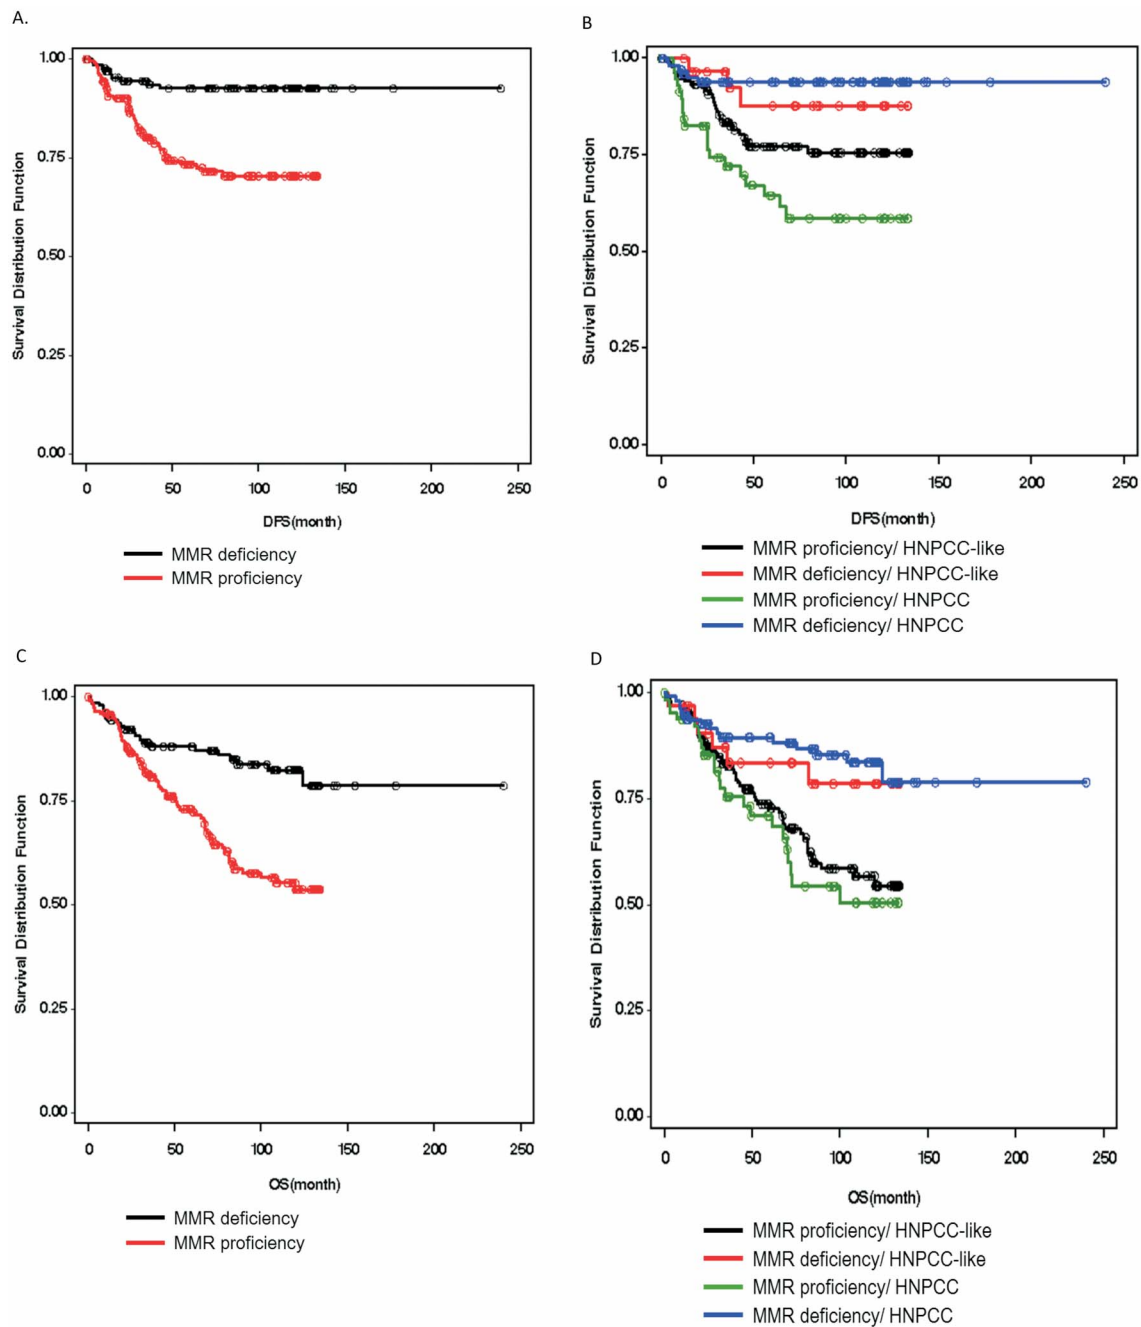 A.
1.00
0.75
0.50
0.25
0.00
Survival Distribution Function
0 50 100 150 200 250
DFS(month)
MMR deficiency
MMR proficiency
B
1.00
0.75
0.50
0.25
0.00
Survival Distribution Function
0 50 100 150 200 250
DFS(month)
MMR proficiency/ HNPCC-like
MMR deficiency/ HNPCC-like
MMR proficiency/ HNPCC
MMR deficiency/ HNPCC
C
1.00
0.75
0.50
0.25
0.00
Survival Distribution Function
0 50 100 150 200 250
OS(month)
MMR deficiency
MMR proficiency
D
1.00
0.75
0.50
0.25
0.00
Survival Distribution Function
0 50 100 150 200 250
OS(month)
MMR proficiency/ HNPCC-like
MMR deficiency/ HNPCC-like
MMR proficiency/ HNPCC
MMR deficiency/ HNPCC